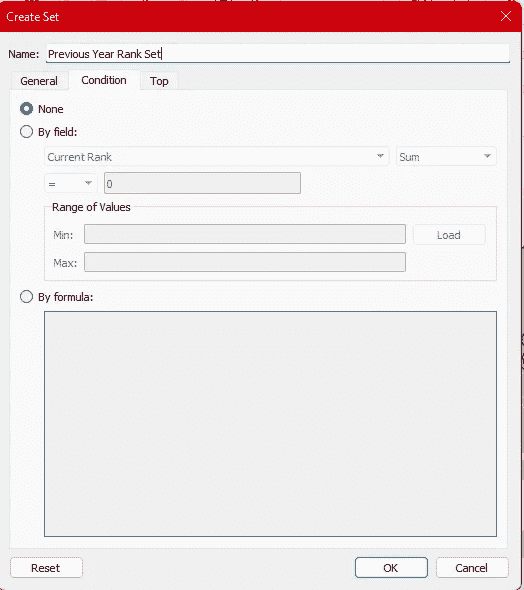 Create Set
Name: Previous Year Rank Set
General Condition Top
None
By field:
Current Rank Sum
= 0
Range of Values
Min: Load
Max:
By formula:
Reset OK Cancel